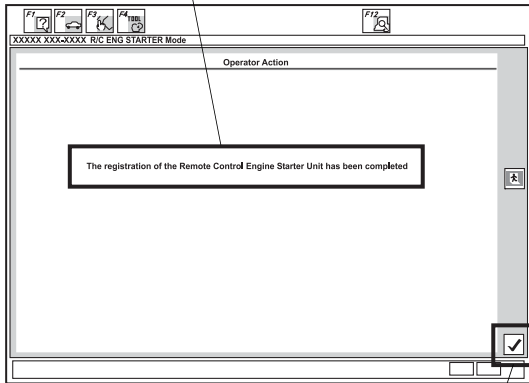 F1 F2 F3 F4 TOOL F12
XXXXX XXX-XXXX R/C ENG STARTER Mode
Operator Action
The registration of the Remote Control Engine Starter Unit has been completed